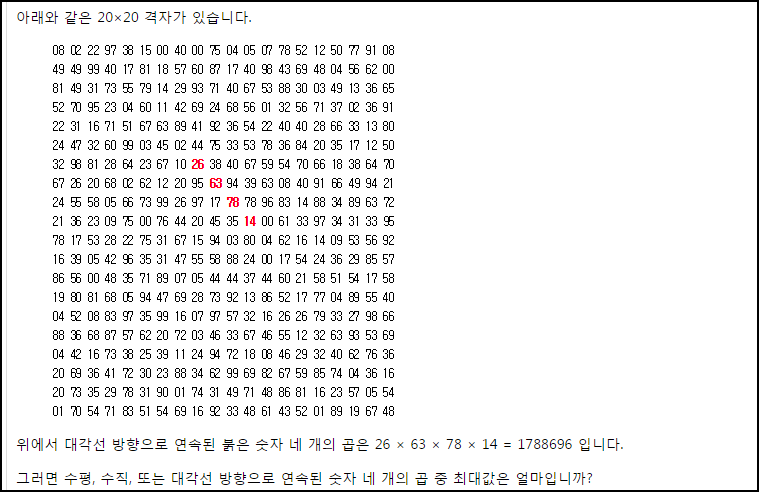 아래와 같은 20×20 격자가 있습니다.
08 02 22 97 38 15 00 40 00 75 04 05 07 78 52 12 50 77 91 08
49 49 99 40 17 81 18 57 60 87 17 40 98 43 69 48 04 56 62 00
81 49 31 73 55 79 14 29 93 71 40 67 53 88 30 03 49 13 36 65
52 70 95 23 04 60 11 42 69 24 68 56 01 32 56 71 37 02 36 91
22 31 16 71 51 67 63 89 41 92 36 54 22 40 40 28 66 33 13 80
24 47 32 60 99 03 45 02 44 75 33 53 78 36 84 20 35 17 12 50
32 98 81 28 64 23 67 10 26 38 40 67 59 54 70 66 18 38 64 70
67 26 20 68 02 62 12 20 95 63 94 39 63 08 40 91 66 49 94 21
24 55 58 05 66 73 99 26 97 17 78 78 96 83 14 88 34 89 63 72
21 36 23 09 75 00 76 44 20 45 35 14 00 61 33 97 34 31 33 95
78 17 53 28 22 75 31 67 15 94 03 80 04 62 16 14 09 53 56 92
16 39 05 42 96 35 31 47 55 58 88 24 00 17 54 24 36 29 85 57
86 56 00 48 35 71 89 07 05 44 44 37 44 60 21 58 51 54 17 58
19 80 81 68 05 94 47 69 28 73 92 13 86 52 17 77 04 89 55 40
04 52 08 83 97 35 99 16 07 97 57 32 16 26 26 79 33 27 98 66
88 36 68 87 57 62 20 72 03 46 33 67 46 55 12 32 63 93 53 69
04 42 16 73 38 25 39 11 24 94 72 18 08 46 29 32 40 62 76 36
20 69 36 41 72 30 23 88 34 62 99 69 82 67 59 85 74 04 36 16
20 73 35 29 78 31 90 01 74 31 49 71 48 86 81 16 23 57 05 54
01 70 54 71 83 51 54 69 16 92 33 48 61 43 52 01 89 19 67 48
위에서 대각선 방향으로 연속된 붉은 숫자 네 개의 곱은 26 × 63 × 78 × 14 = 1788696 입니다.
그러면 수평, 수직, 또는 대각선 방향으로 연속된 숫자 네 개의 곱 중 최대값은 얼마입니까?